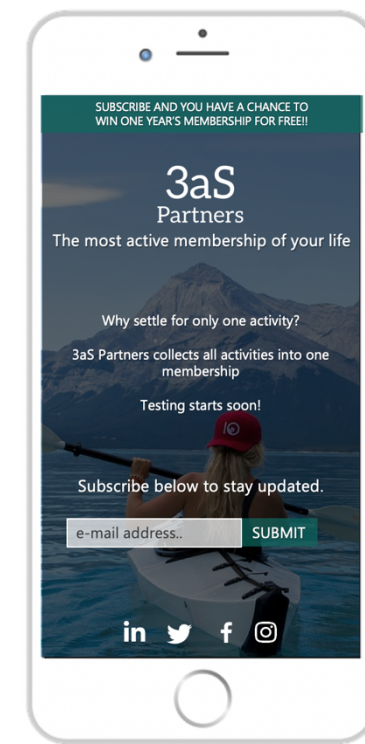 SUBSCRIBE AND YOU HAVE A CHANCE TO
WIN ONE YEAR'S MEMBERSHIP FOR FREE!!
3aS
Partners
The most active membership of your life
Why settle for only one activity?
3aS Partners collects all activities into one
membership
Testing starts soon!
Subscribe below to stay updated.
e-mail address..
SUBMIT
in
f